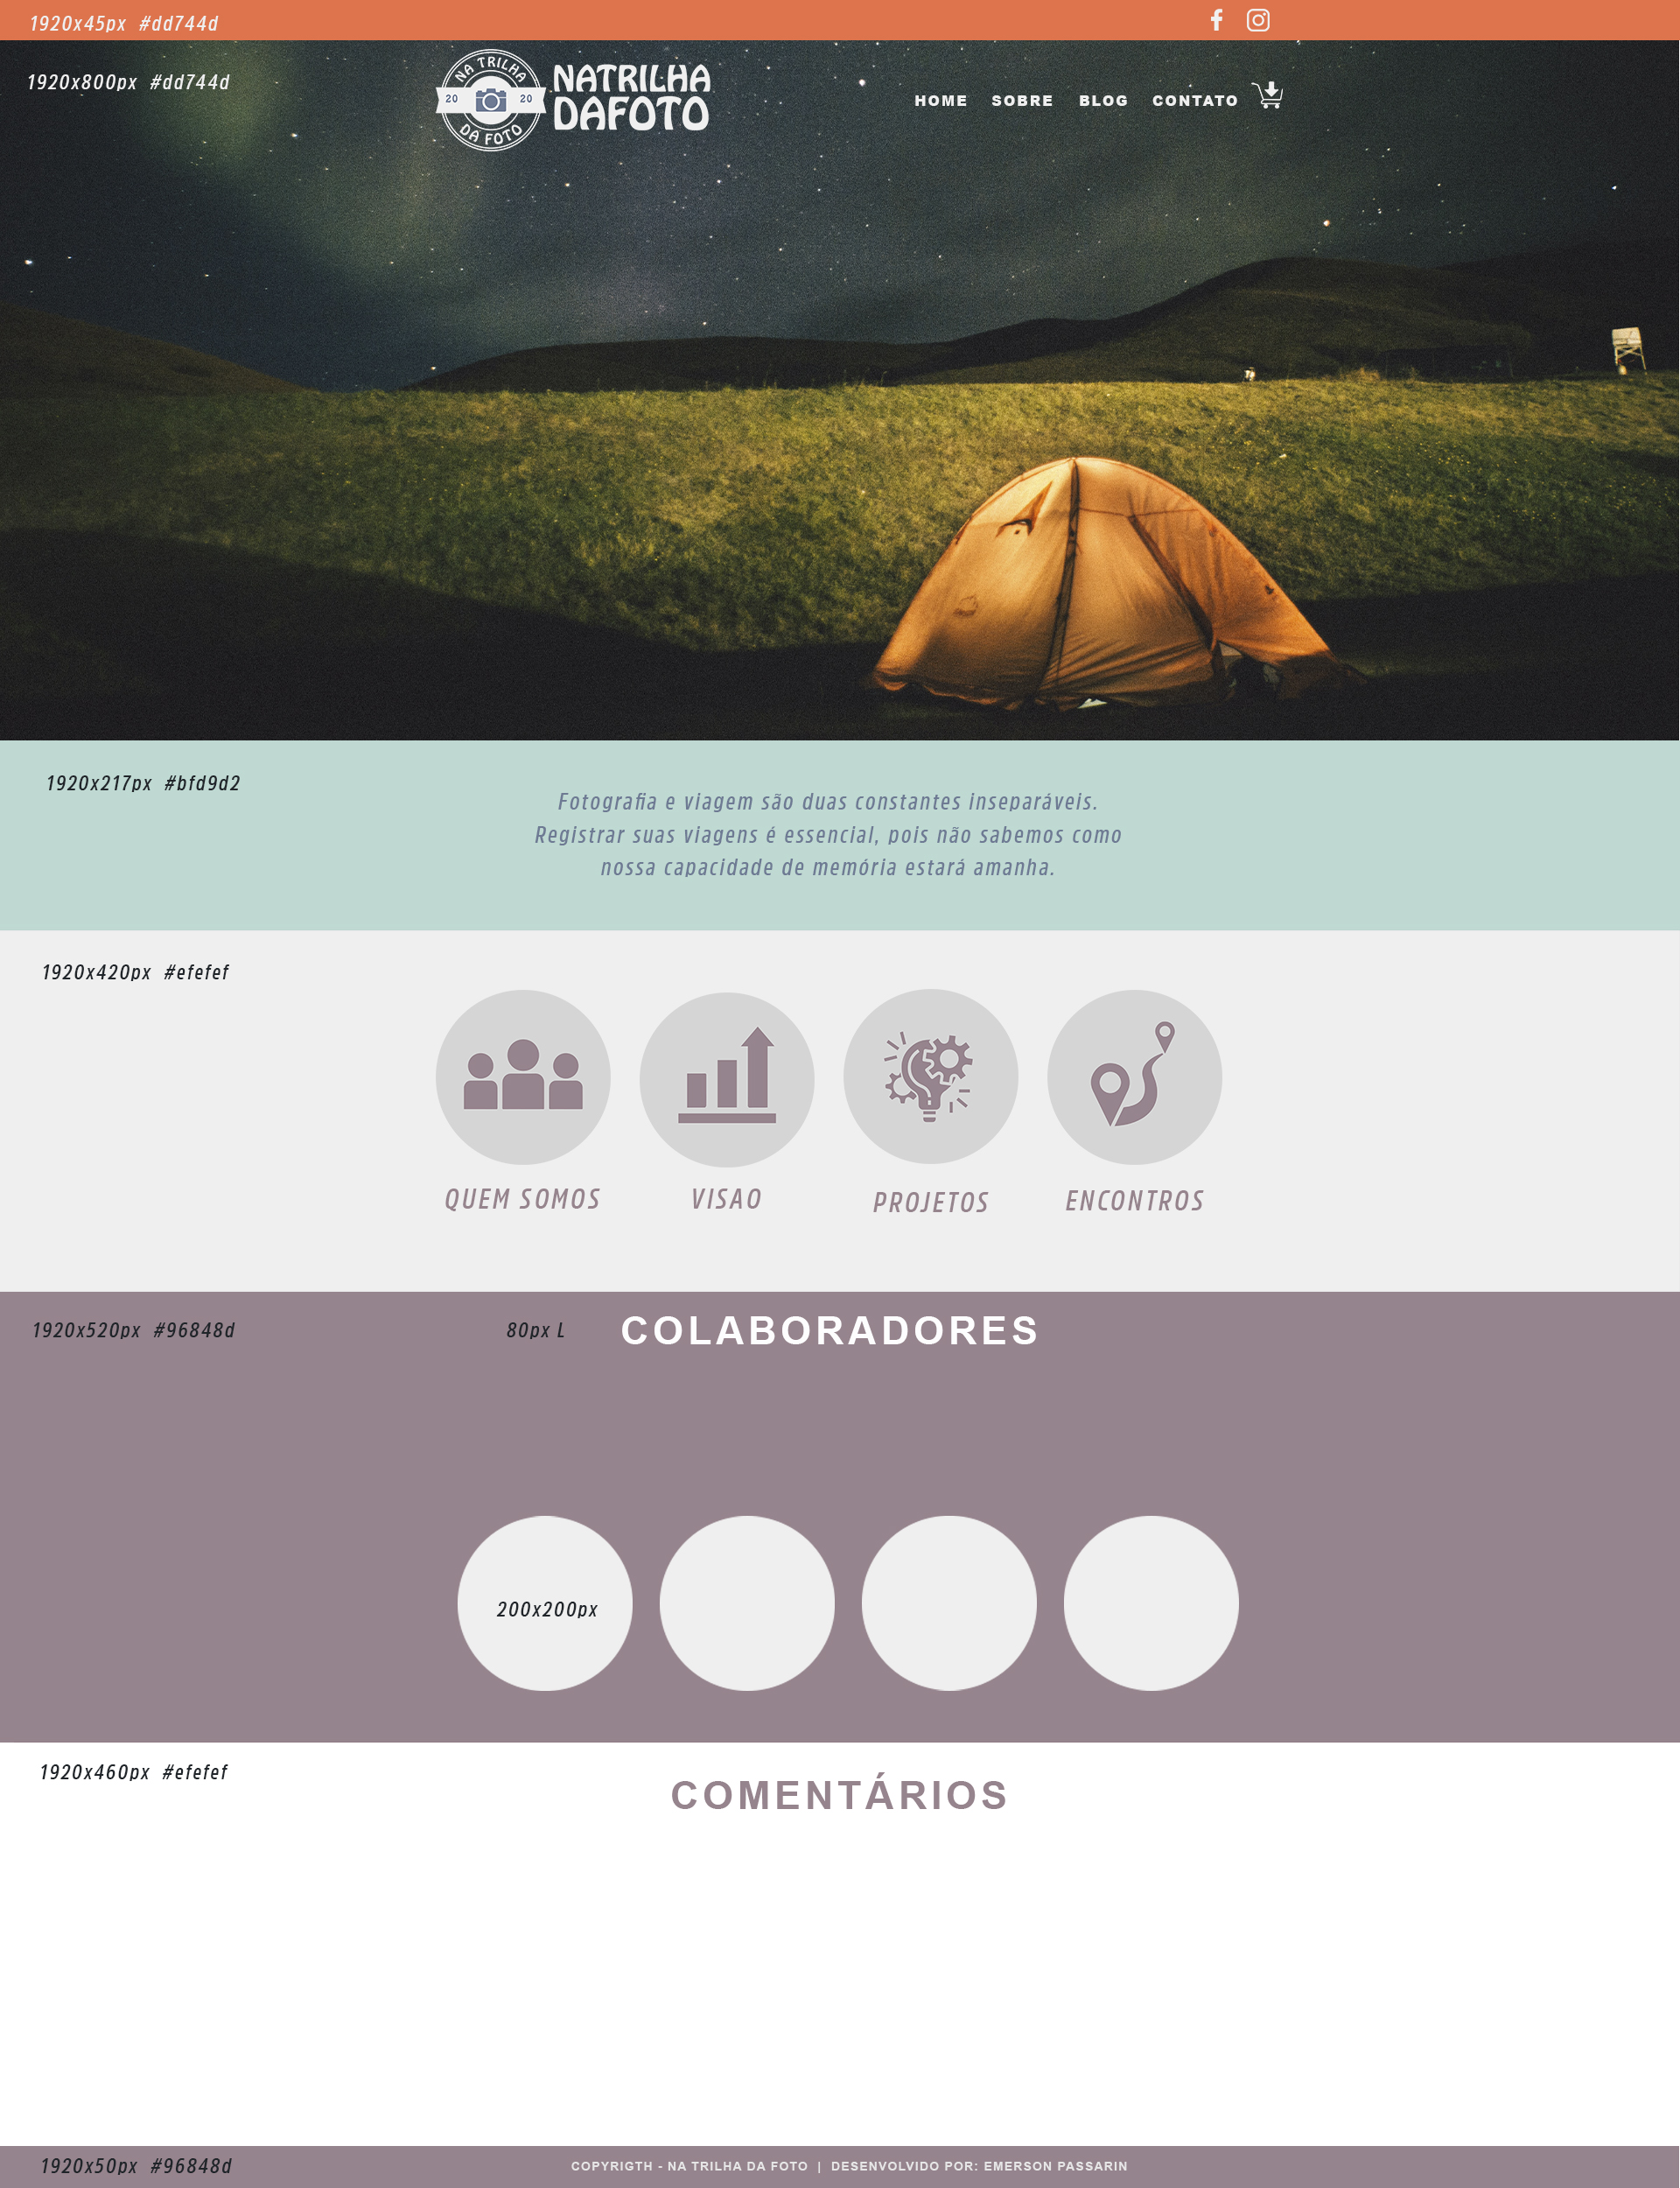 1920x45px #dd744d
1920x800px #dd744d
NA TRILHA
20 20
DA FOTO
NATRILHA
DAFOTO
HOME SOBRE BLOG CONTATO
1920x217px #bfd9d2
Fotografia e viagem são duas constantes inseparáveis.
Registrar suas viagens é essencial, pois não sabemos como
nossa capacidade de memória estará amanha.
1920x420px #efefef
QUEM SOMOS VISAO PROJETOS ENCONTROS
1920x520px #96848d
80px L
COLABORADORES
200x200px
1920x460px #efefef
COMENTÁRIOS
1920x50px #96848d
COPYRIGTH - NA TRILHA DA FOTO | DESENVOLVIDO POR: EMERSON PASSARIN